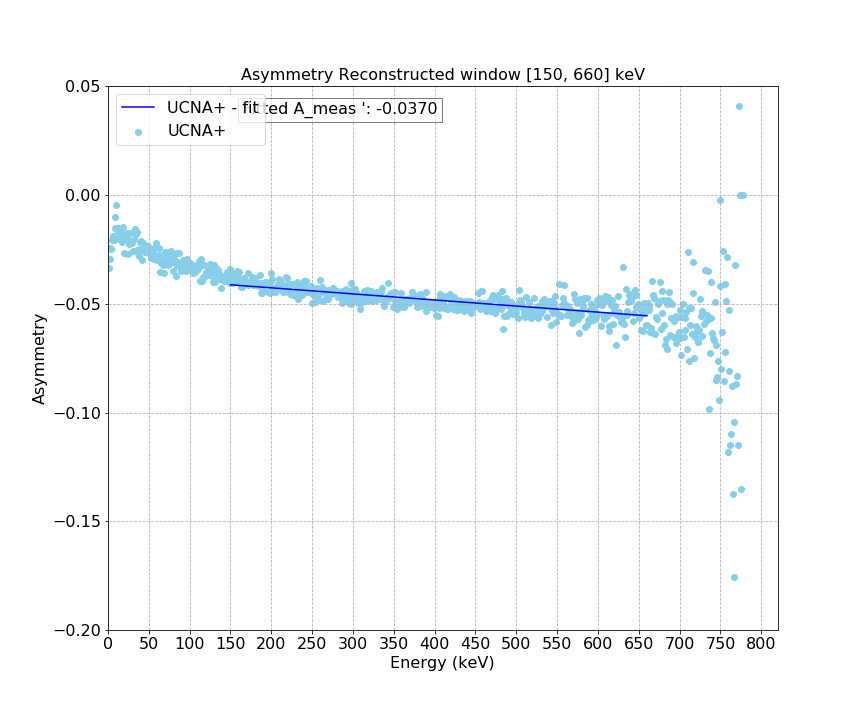 Asymmetry Reconstructed window [150, 660] keV
UCNA+ - fit
ted A_meas ': -0.0370
UCNA+
0.05
0.00
−0.05
−0.10
−0.15
−0.20
Asymmetry
0 50 100 150 200 250 300 350 400 450 500 550 600 650 700 750 800
Energy (keV)